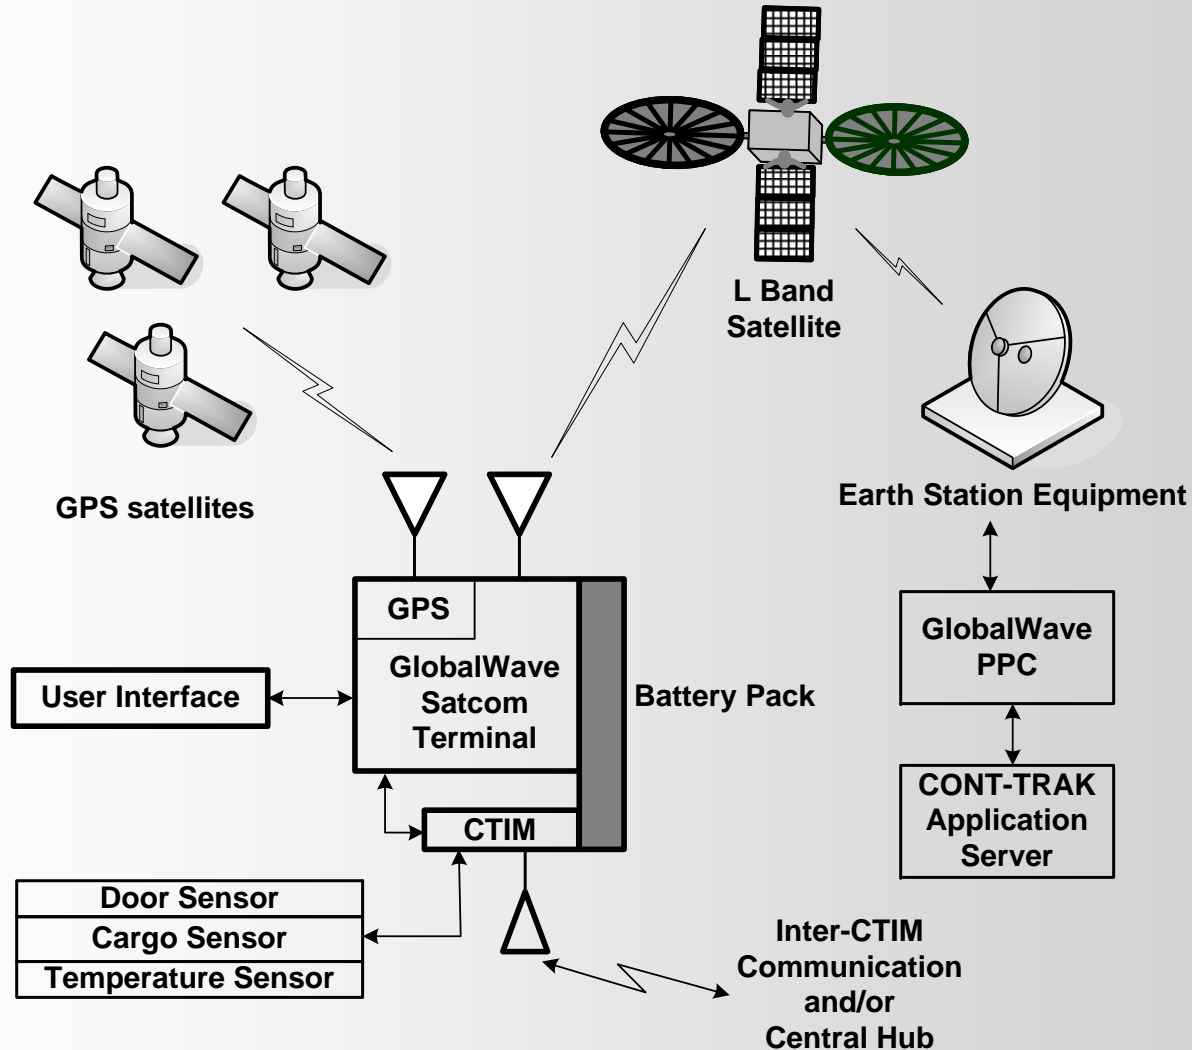 L Band
Satellite
GPS satellites
Earth Station Equipment
GPS
GlobalWave
Satcom
Terminal
User Interface
Battery Pack
GlobalWave
PPC
CONT-TRAK
Application
Server
CTIM
Door Sensor
Cargo Sensor
Temperature Sensor
Inter-CTIM
Communication
and/or
Central Hub